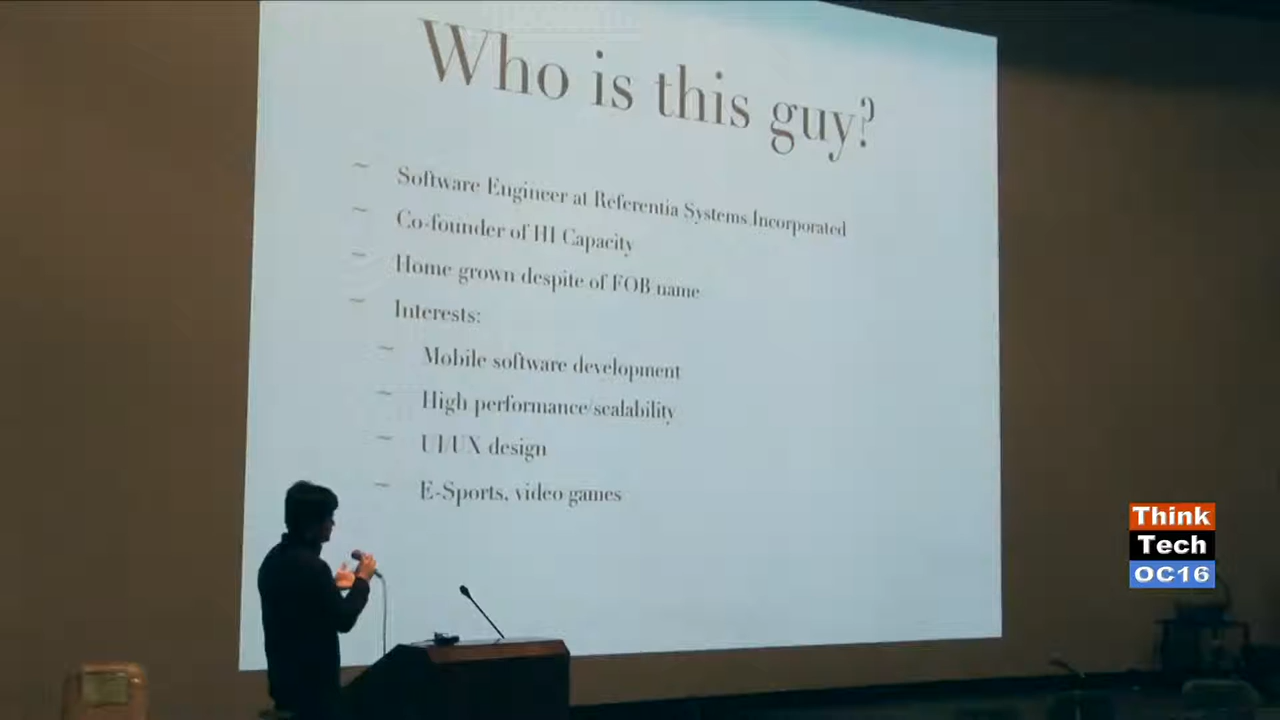 Who is this guy?
~ Software Engineer at Referentia Systems Incorporated
~ Co-founder of HI Capacity
~ Home grown despite of FOB name
~ Interests:
~ Mobile software development
~ High performance/scalability
~ UI/UX design
~ E-Sports, video games
Think
Tech
OC16